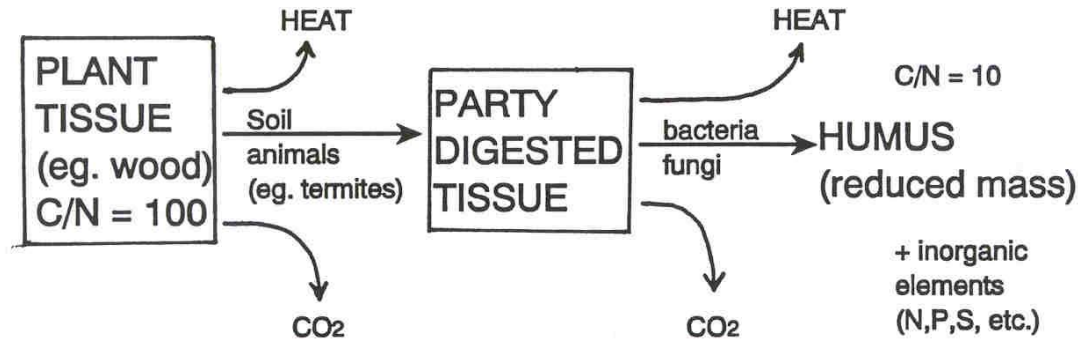 HEAT
PLANT
TISSUE
(eg. wood)
C/N = 100
Soil
animals
(eg. termites)
CO2
PARTY
DIGESTED
TISSUE
HEAT
bacteria
fungi
CO2
C/N = 10
HUMUS
(reduced mass)
+ inorganic
elements
(N,P,S, etc.)